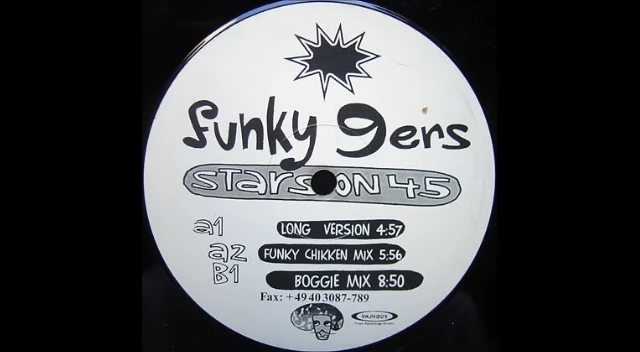 funky 9ers
stars on 45
a1 LONG VERSION 4:57
a2 FUNKY CHIKKEN MIX 5:56
B1 BOGGIE MIX 8:50
Fax: +49 40 3087-789
VARIOUS